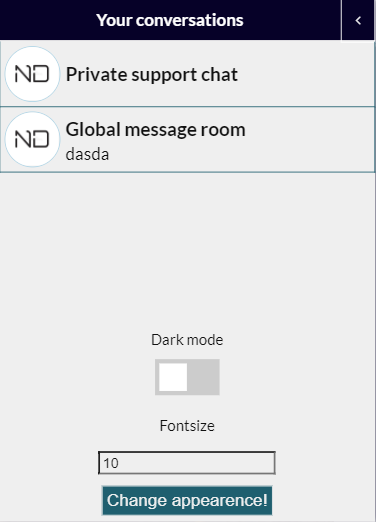 Your conversations
<
ND
Private support chat
ND
Global message room
dasda
Dark mode
Fontsize
10
Change appearence!